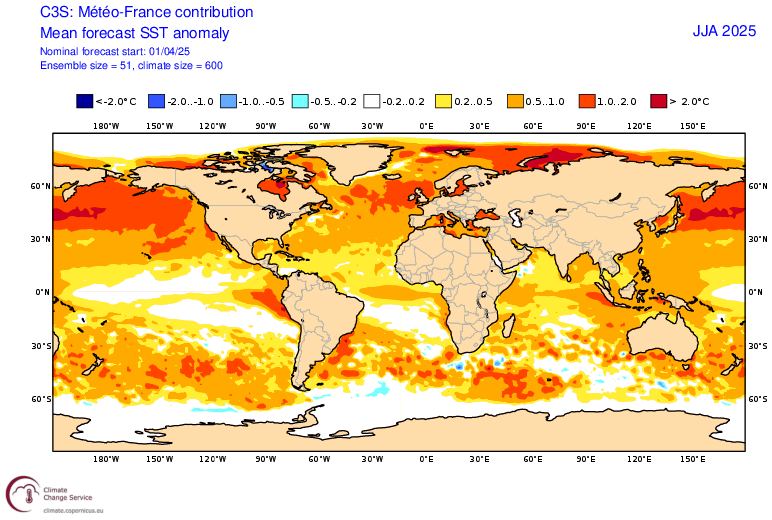 C3S: Météo-France contribution
Mean forecast SST anomaly
JJA 2025
Nominal forecast start: 01/04/25
Ensemble size = 51, climate size = 600
<-2.0°C -2.0..-1.0 -1.0..-0.5 -0.5..-0.2 -0.2..0.2 0.2..0.5 0.5..1.0 1.0..2.0 > 2.0°C
180°W 150°W 120°W 90°W 60°W 30°W 0°E 30°E 60°E 90°E 120°E 150°E
60°N 60°N
30°N 30°N
0°N 0°N
30°S 30°S
60°S 60°S
180°W 150°W 120°W 90°W 60°W 30°W 0°E 30°E 60°E 90°E 120°E 150°E
Climate
Change Service
climate.copernicus.eu